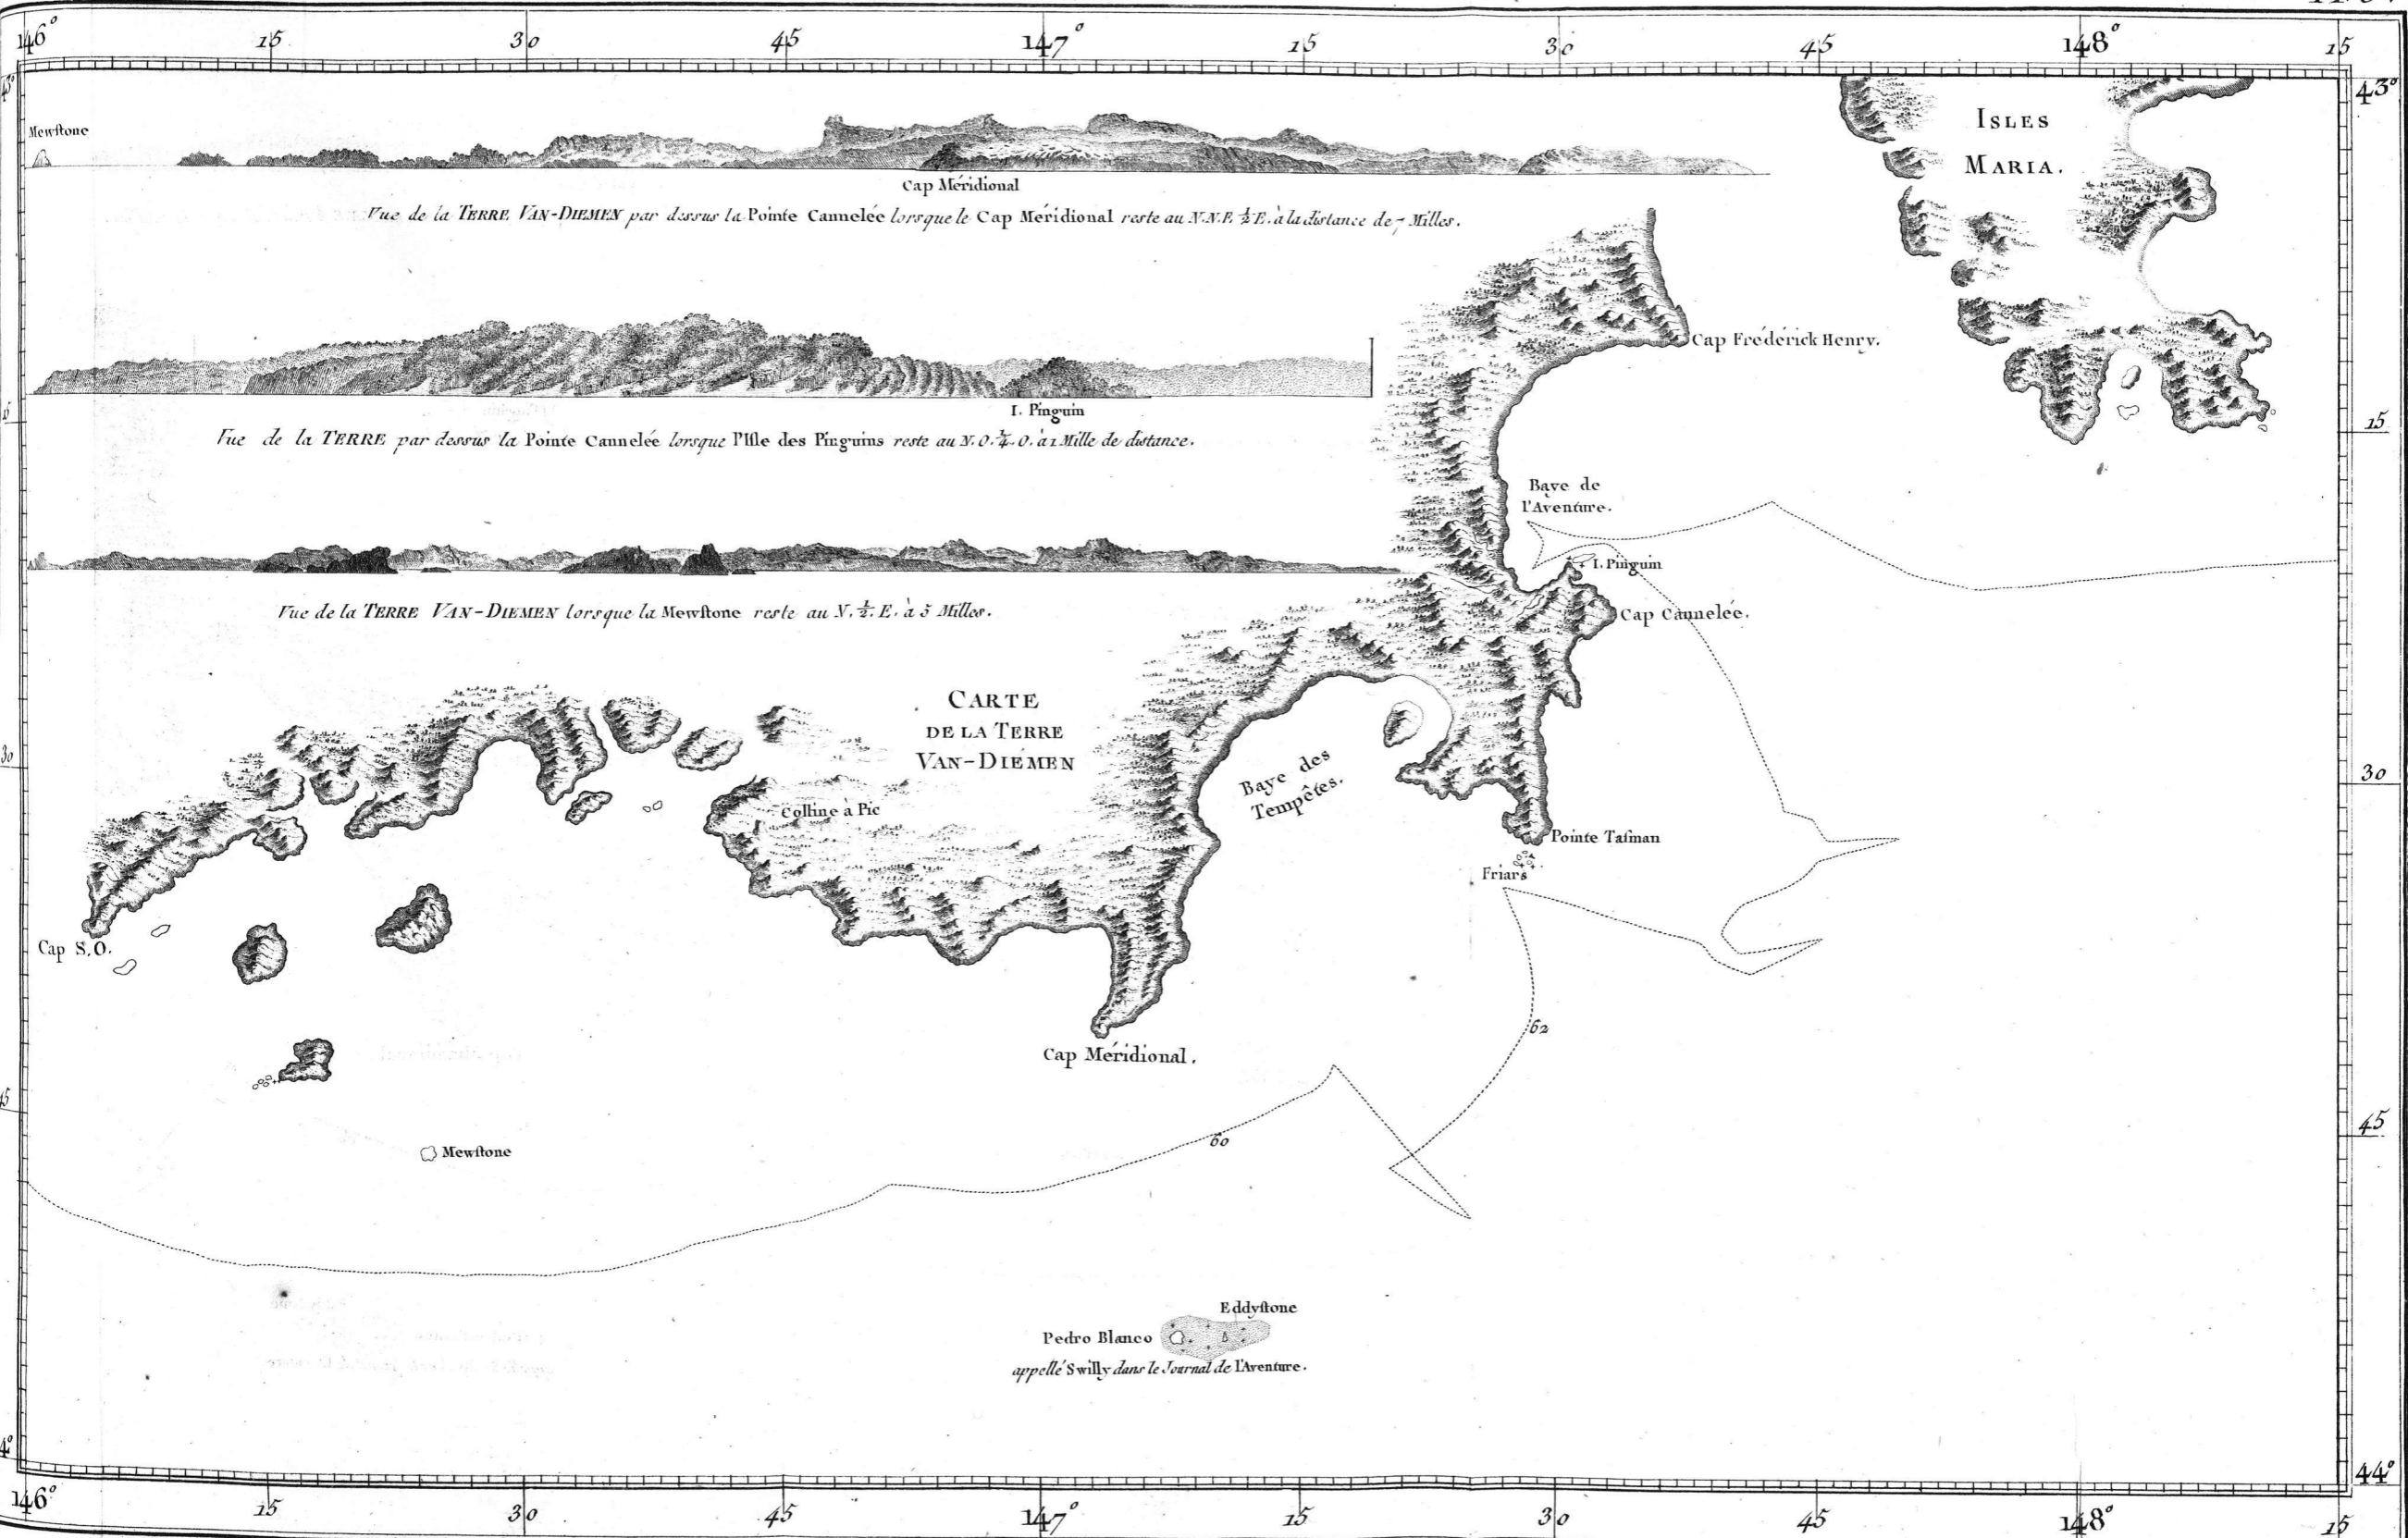 146° 15 30 45 147° 15 30 45 148° 15
43°
Mewſtone
ISLES
MARIA.
Cap Méridional
Vue de la TERRE VAN-DIEMEN par dessus la Pointe Cannelée lorsque le Cap Méridional reste au N.N.E. ½ E. à la distance de 7 Milles.
Cap Fréderick Henry.
I. Pinguin
15
Vue de la TERRE par dessus la Pointe Cannelée lorsque l'Iſle des Pinguins reste au N.O.¼.O. à 1 Mille de distance.
Baye de
l'Aventure.
I. Pinguin
Vue de la TERRE VAN-DIEMEN lorsque la Mewſtone reste au N.½.E. à 5 Milles.
Cap Cannelée.
CARTE
DE LA TERRE
VAN-DIÉMEN
30
30
Baye des
Tempêtes.
Colline à Pic
Pointe Taſman
Friars
Cap S.O.
62
Cap Méridional.
45
60
Mewſtone
Eddyſtone
Pedro Blanco
appellé Swilly dans le Journal de l'Aventure.
44°
146° 15 30 45 147° 15 30 45 148° 15